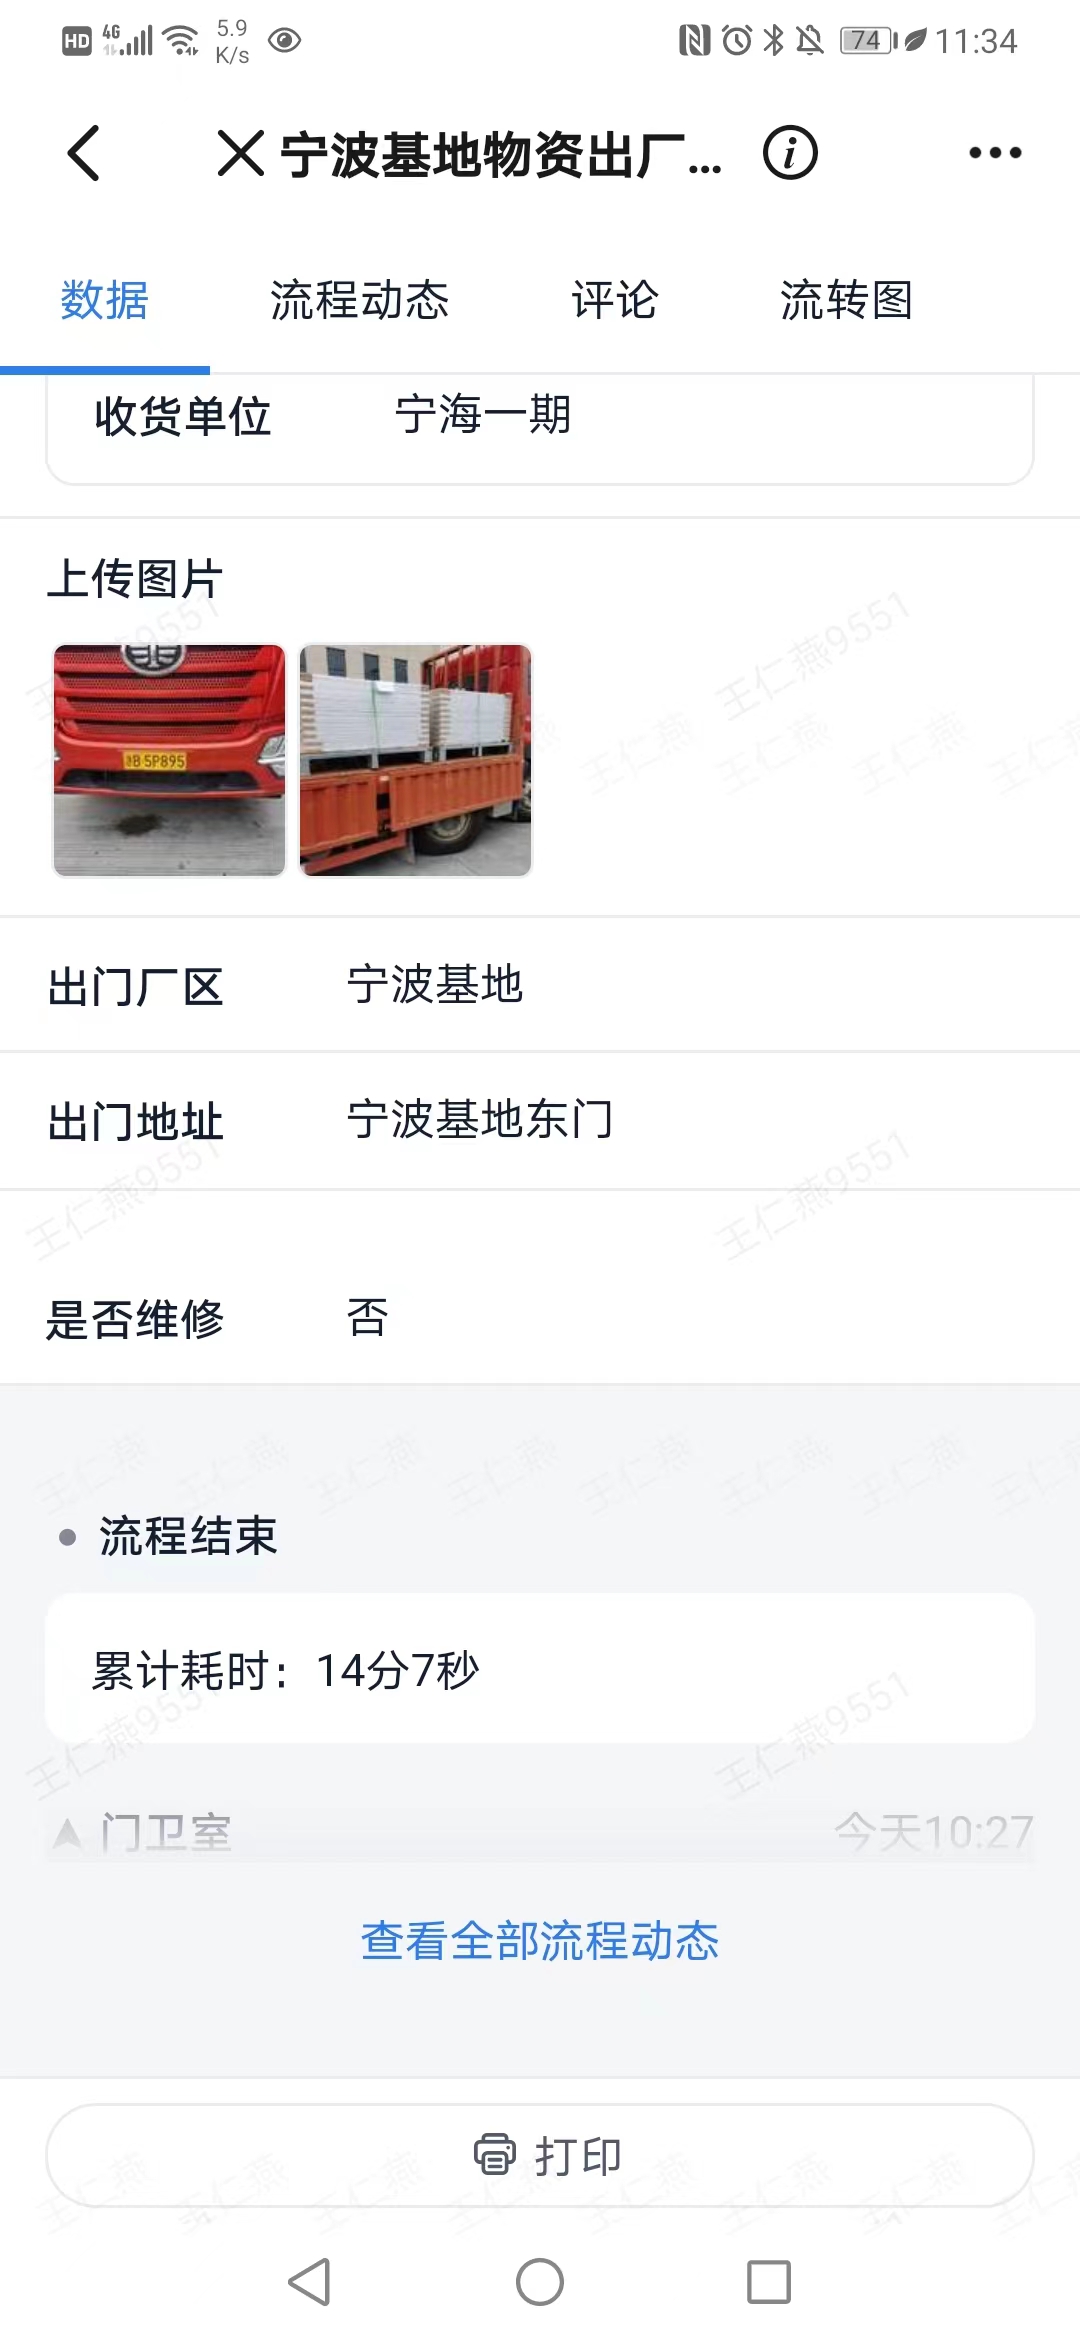 HD 4G 5.9 K/s 74 11:34
宁波基地物资出厂...
数据 流程动态 评论 流转图
收货单位 宁海一期
上传图片
B 5P895
出门厂区 宁波基地
出门地址 宁波基地东门
是否维修 否
流程结束
累计耗时：14分7秒
门卫室 今天10:27
查看全部流程动态
打印
王仁燕9551
王仁燕